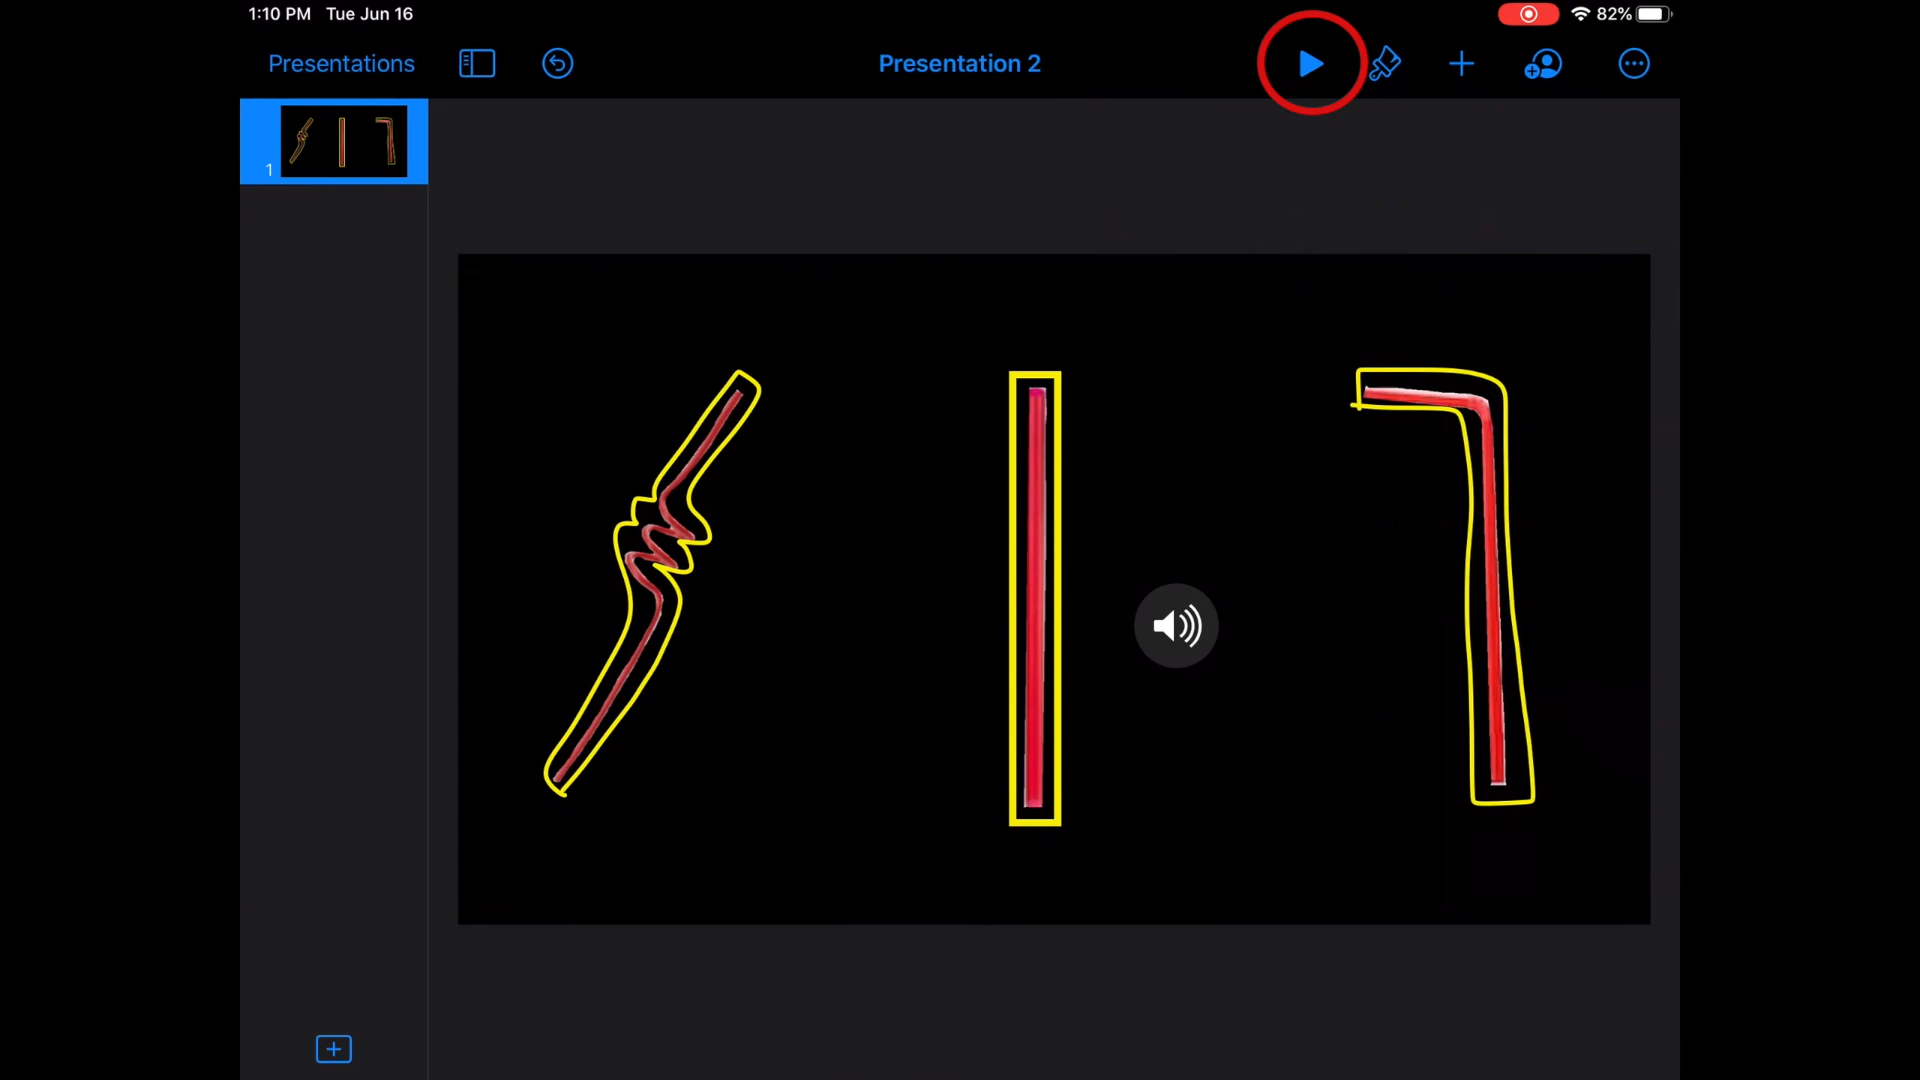 1:10 PM Tue Jun 16
82%
Presentations
Presentation 2
1